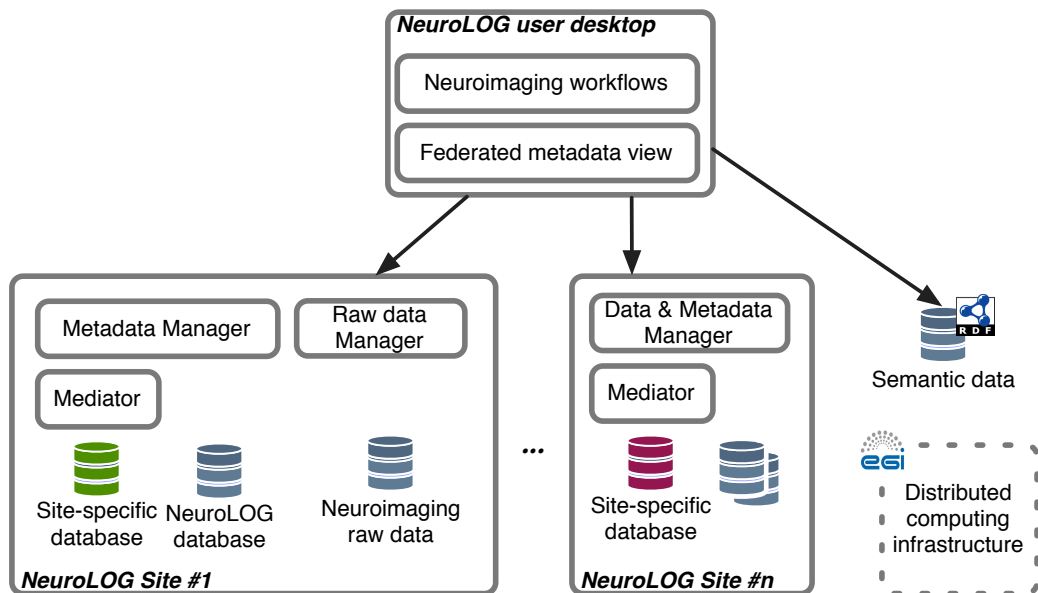 NeuroLOG user desktop
Neuroimaging workflows
Federated metadata view
Metadata Manager
Raw data
Manager
Mediator
Site-specific
database
NeuroLOG
database
Neuroimaging
raw data
NeuroLOG Site #1
...
Data & Metadata
Manager
Mediator
Site-specific
database
NeuroLOG Site #n
RDF
Semantic data
egi
Distributed
computing
infrastructure